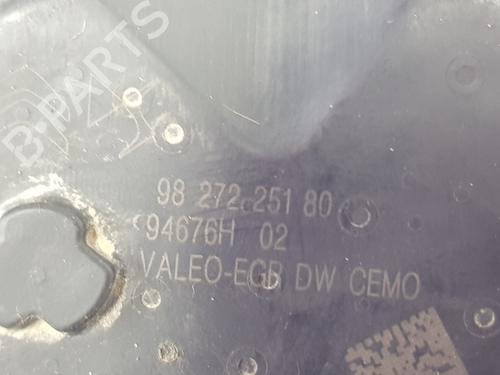 B-PARTS
98 272 251 80
94676H 02
VALEO-EGR DW CEMO